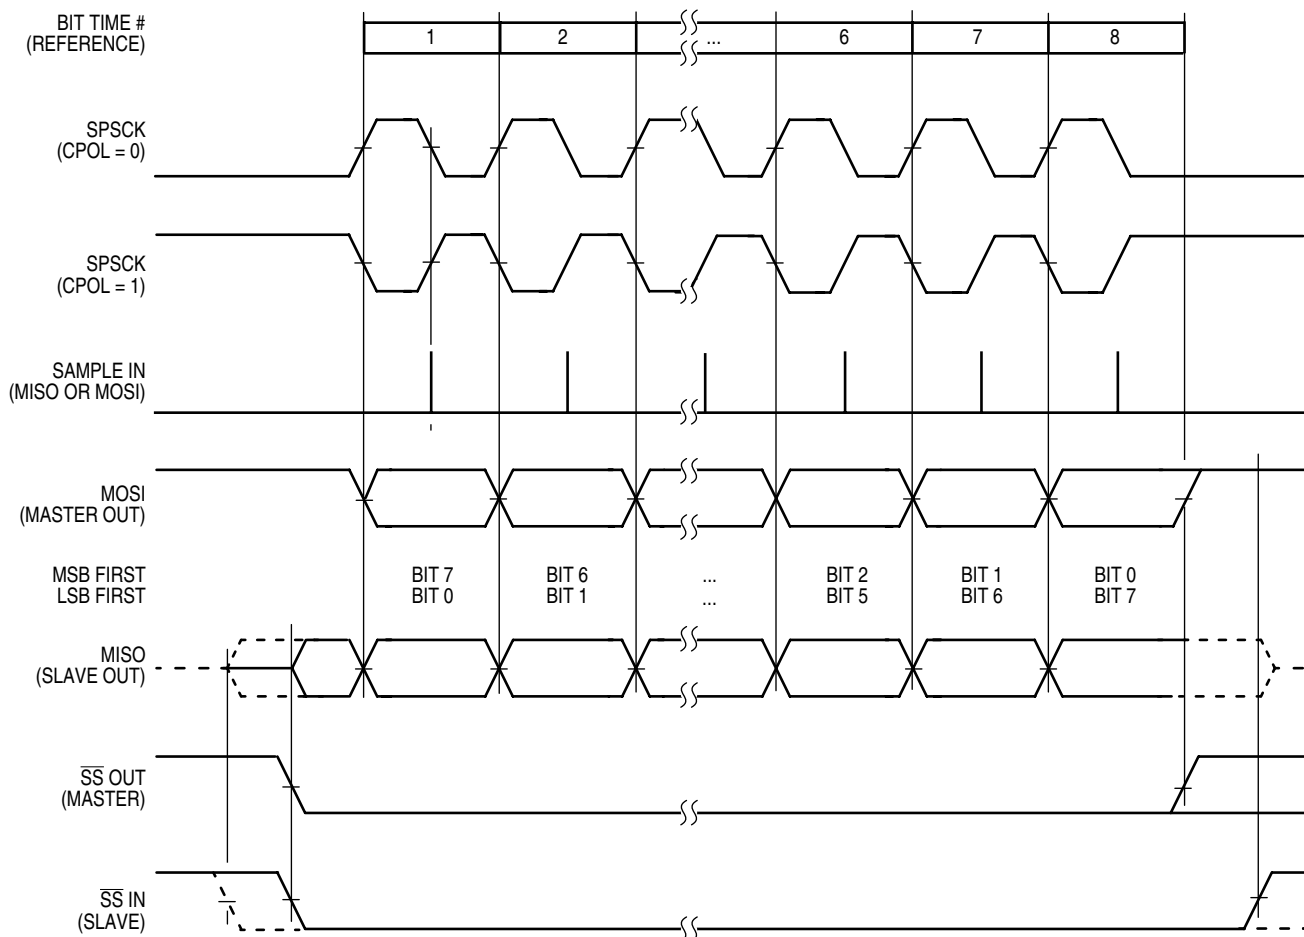 BIT TIME #
(REFERENCE)
1 2 ... 6 7 8
SPSCK
(CPOL = 0)
SPSCK
(CPOL = 1)
SAMPLE IN
(MISO OR MOSI)
MOSI
(MASTER OUT)
MSB FIRST BIT 7 BIT 6 ... BIT 2 BIT 1 BIT 0
LSB FIRST BIT 0 BIT 1 ... BIT 5 BIT 6 BIT 7
MISO
(SLAVE OUT)
S̅S̅ OUT
(MASTER)
S̅S̅ IN
(SLAVE)